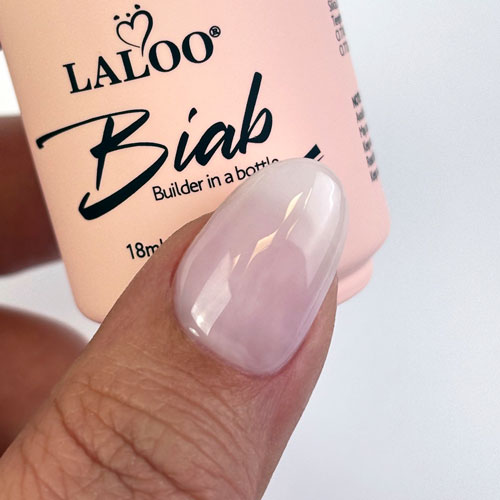 LALOO®
Biab
Builder in a bottle
18ml